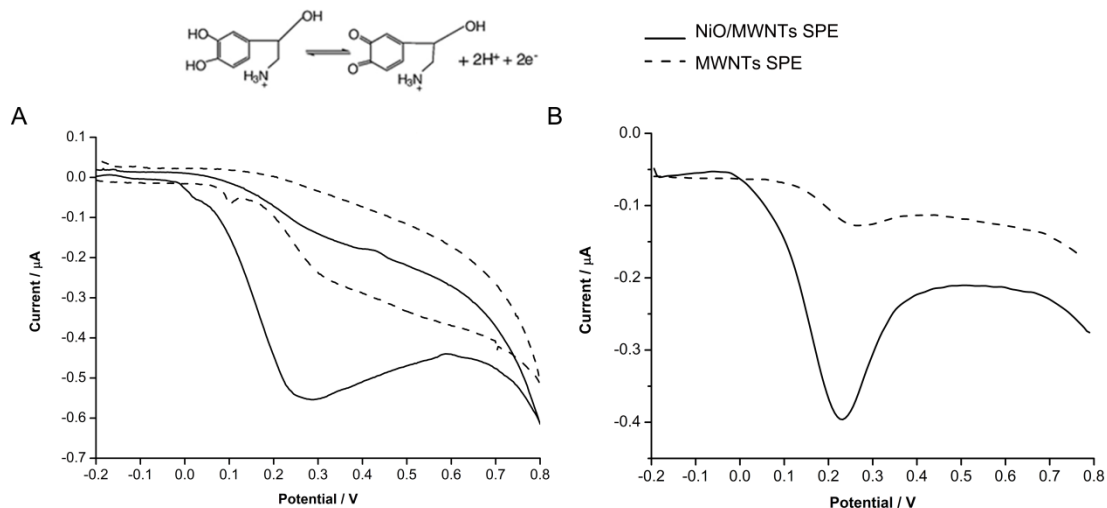 HO
OH
HO
H₃N
+
O
OH
O
H₃N
+
+ 2H⁺ + 2e⁻
NiO/MWNTs SPE
MWNTs SPE
A
0.1
0.0
-0.1
-0.2
-0.3
-0.4
-0.5
-0.6
-0.7
Current / μA
-0.2 -0.1 0.0 0.1 0.2 0.3 0.4 0.5 0.6 0.7 0.8
Potential / V
B
0.0
-0.1
-0.2
-0.3
-0.4
Current / μA
-0.2 -0.1 0.0 0.1 0.2 0.3 0.4 0.5 0.6 0.7 0.8
Potential / V